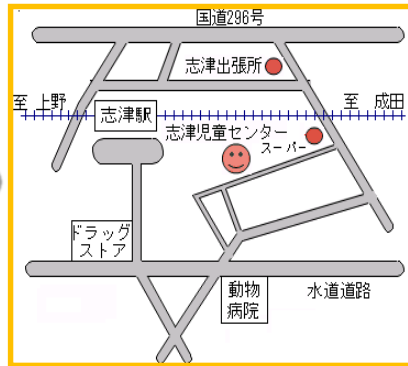 国道296号
志津出張所
至 上野
至 成田
志津駅
志津児童センター
スーパー
ドラッグ
ストア
動物
病院
水道道路